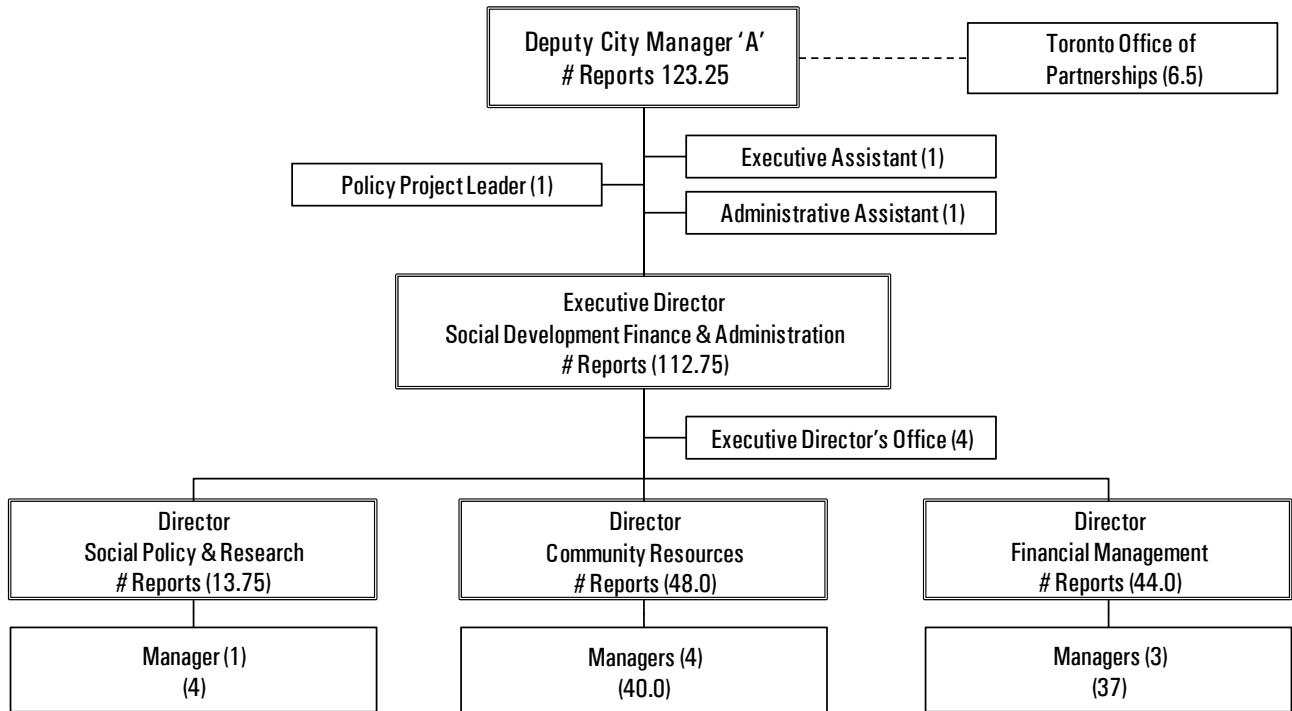 Deputy City Manager ‘A’
# Reports 123.25
Toronto Office of
Partnerships (6.5)
Executive Assistant (1)
Policy Project Leader (1)
Administrative Assistant (1)
Executive Director
Social Development Finance & Administration
# Reports (112.75)
Executive Director’s Office (4)
Director
Social Policy & Research
# Reports (13.75)
Director
Community Resources
# Reports (48.0)
Director
Financial Management
# Reports (44.0)
Manager (1)
(4)
Managers (4)
(40.0)
Managers (3)
(37)